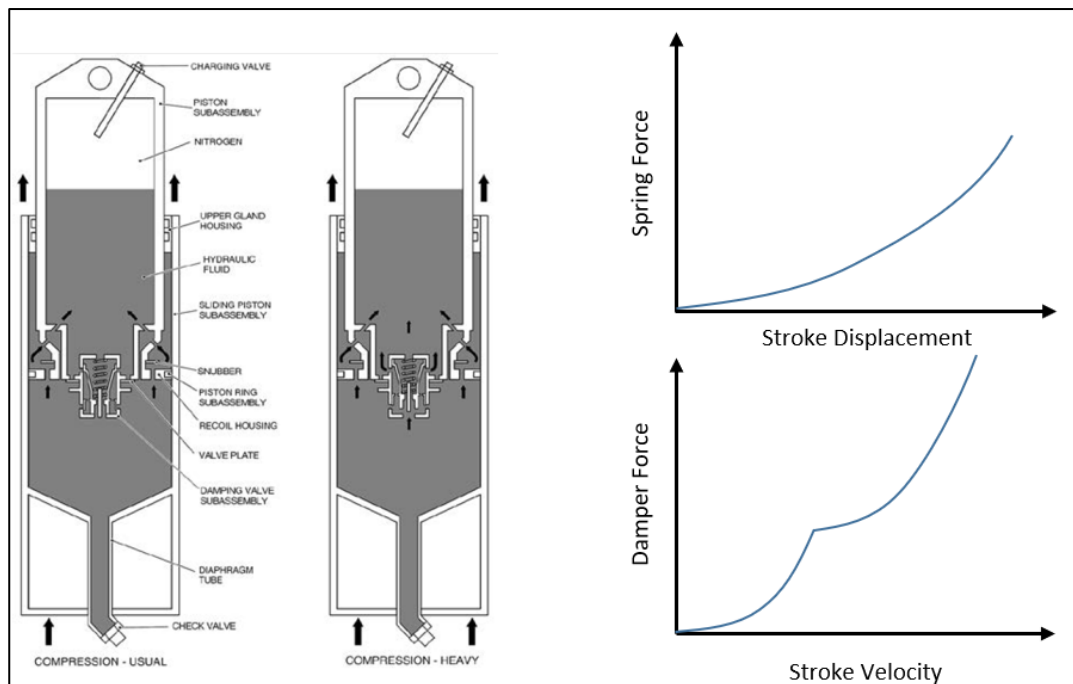 CHARGING VALVE
PISTON
SUBASSEMBLY
NITROGEN
UPPER GLAND
HOUSING
HYDRAULIC
FLUID
SLIDING PISTON
SUBASSEMBLY
SNUBBER
PISTON RING
SUBASSEMBLY
RECOIL HOUSING
VALVE PLATE
DAMPING VALVE
SUBASSEMBLY
DIAPHRAGM
TUBE
CHECK VALVE
COMPRESSION - USUAL
COMPRESSION - HEAVY
Spring Force
Stroke Displacement
Damper Force
Stroke Velocity